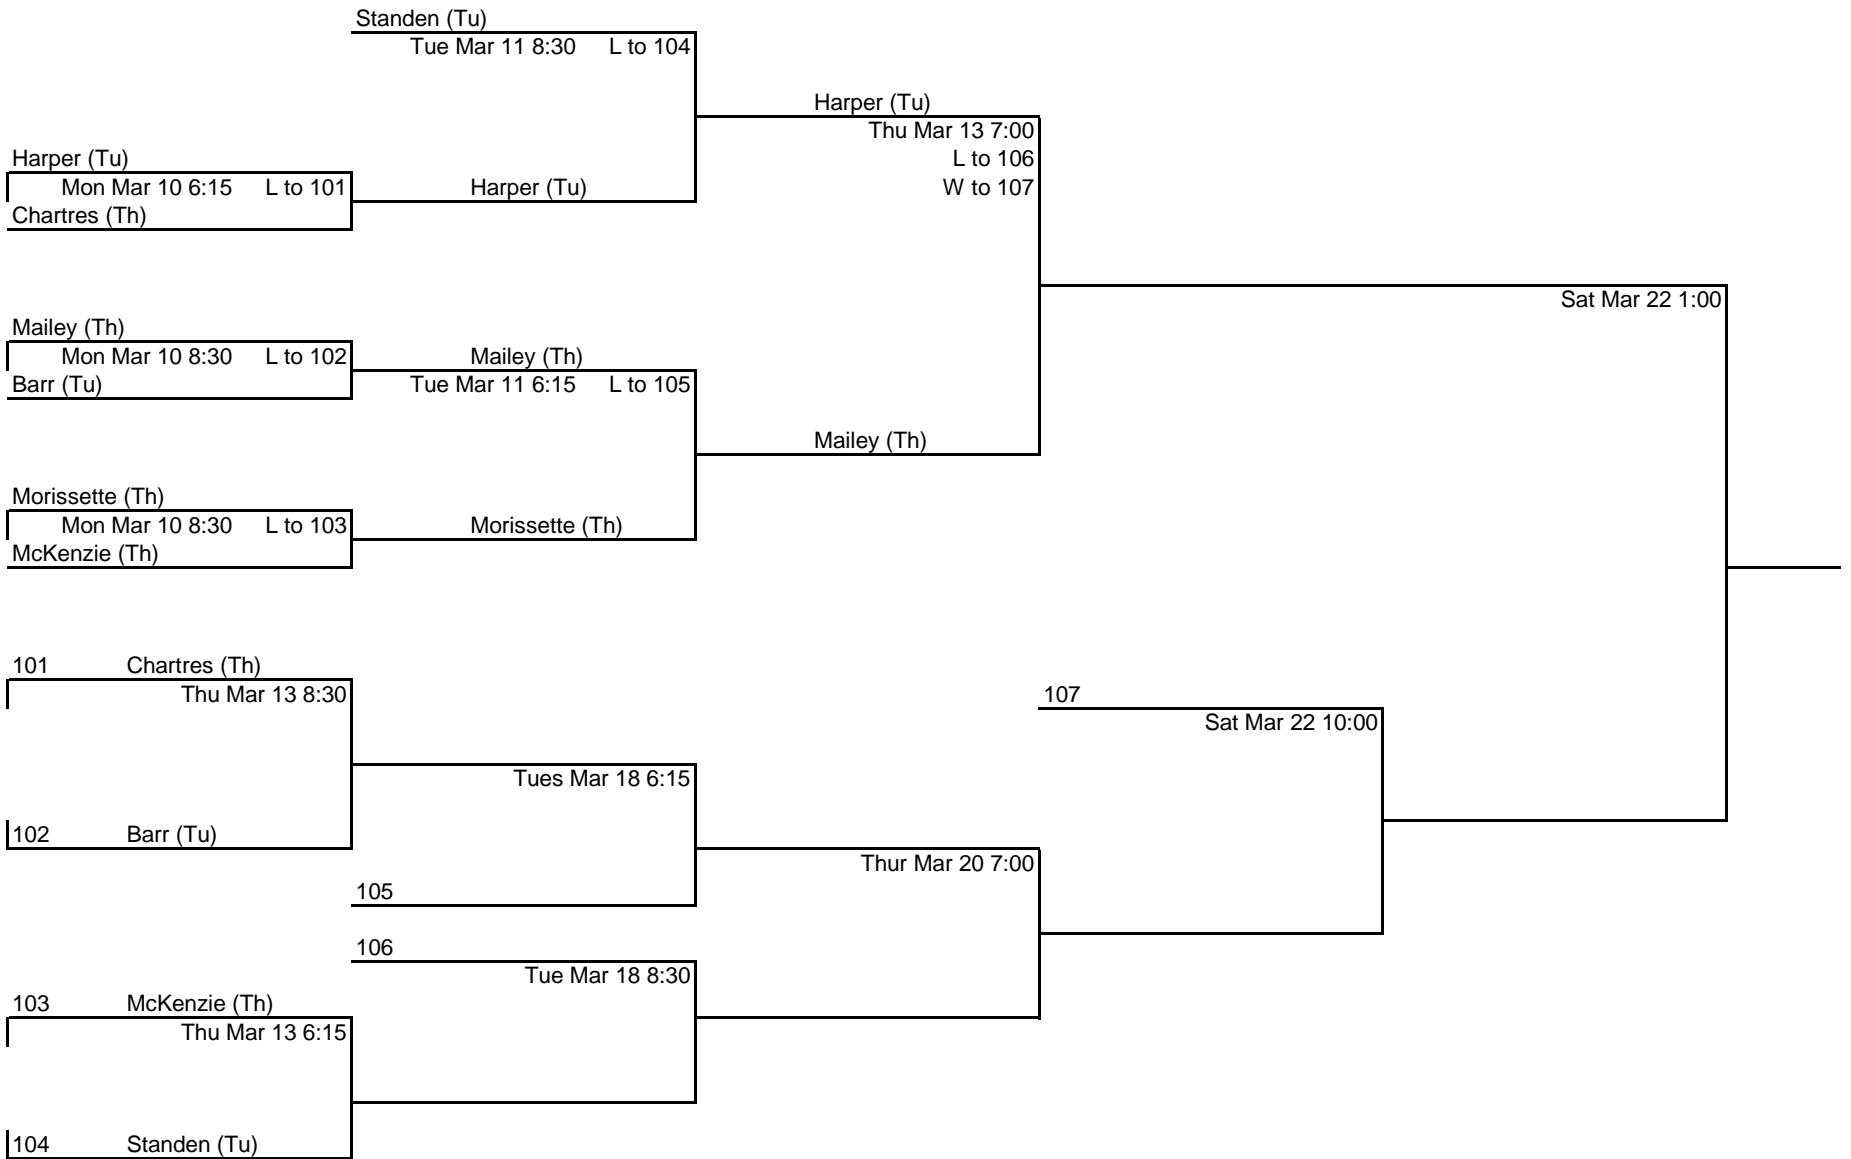 Standen (Tu)
Tue Mar 11 8:30 L to 104
Harper (Tu)
Thu Mar 13 7:00
Harper (Tu)
L to 106
Mon Mar 10 6:15 L to 101
Harper (Tu)
W to 107
Chartres (Th)
Sat Mar 22 1:00
Mailey (Th)
Mon Mar 10 8:30 L to 102
Mailey (Th)
Barr (Tu)
Tue Mar 11 6:15 L to 105
Mailey (Th)
Morissette (Th)
Mon Mar 10 8:30 L to 103
Morissette (Th)
McKenzie (Th)
101 Chartres (Th)
Thu Mar 13 8:30
107
Sat Mar 22 10:00
Tues Mar 18 6:15
102 Barr (Tu)
Thur Mar 20 7:00
105
106
Tue Mar 18 8:30
103 McKenzie (Th)
Thu Mar 13 6:15
104 Standen (Tu)